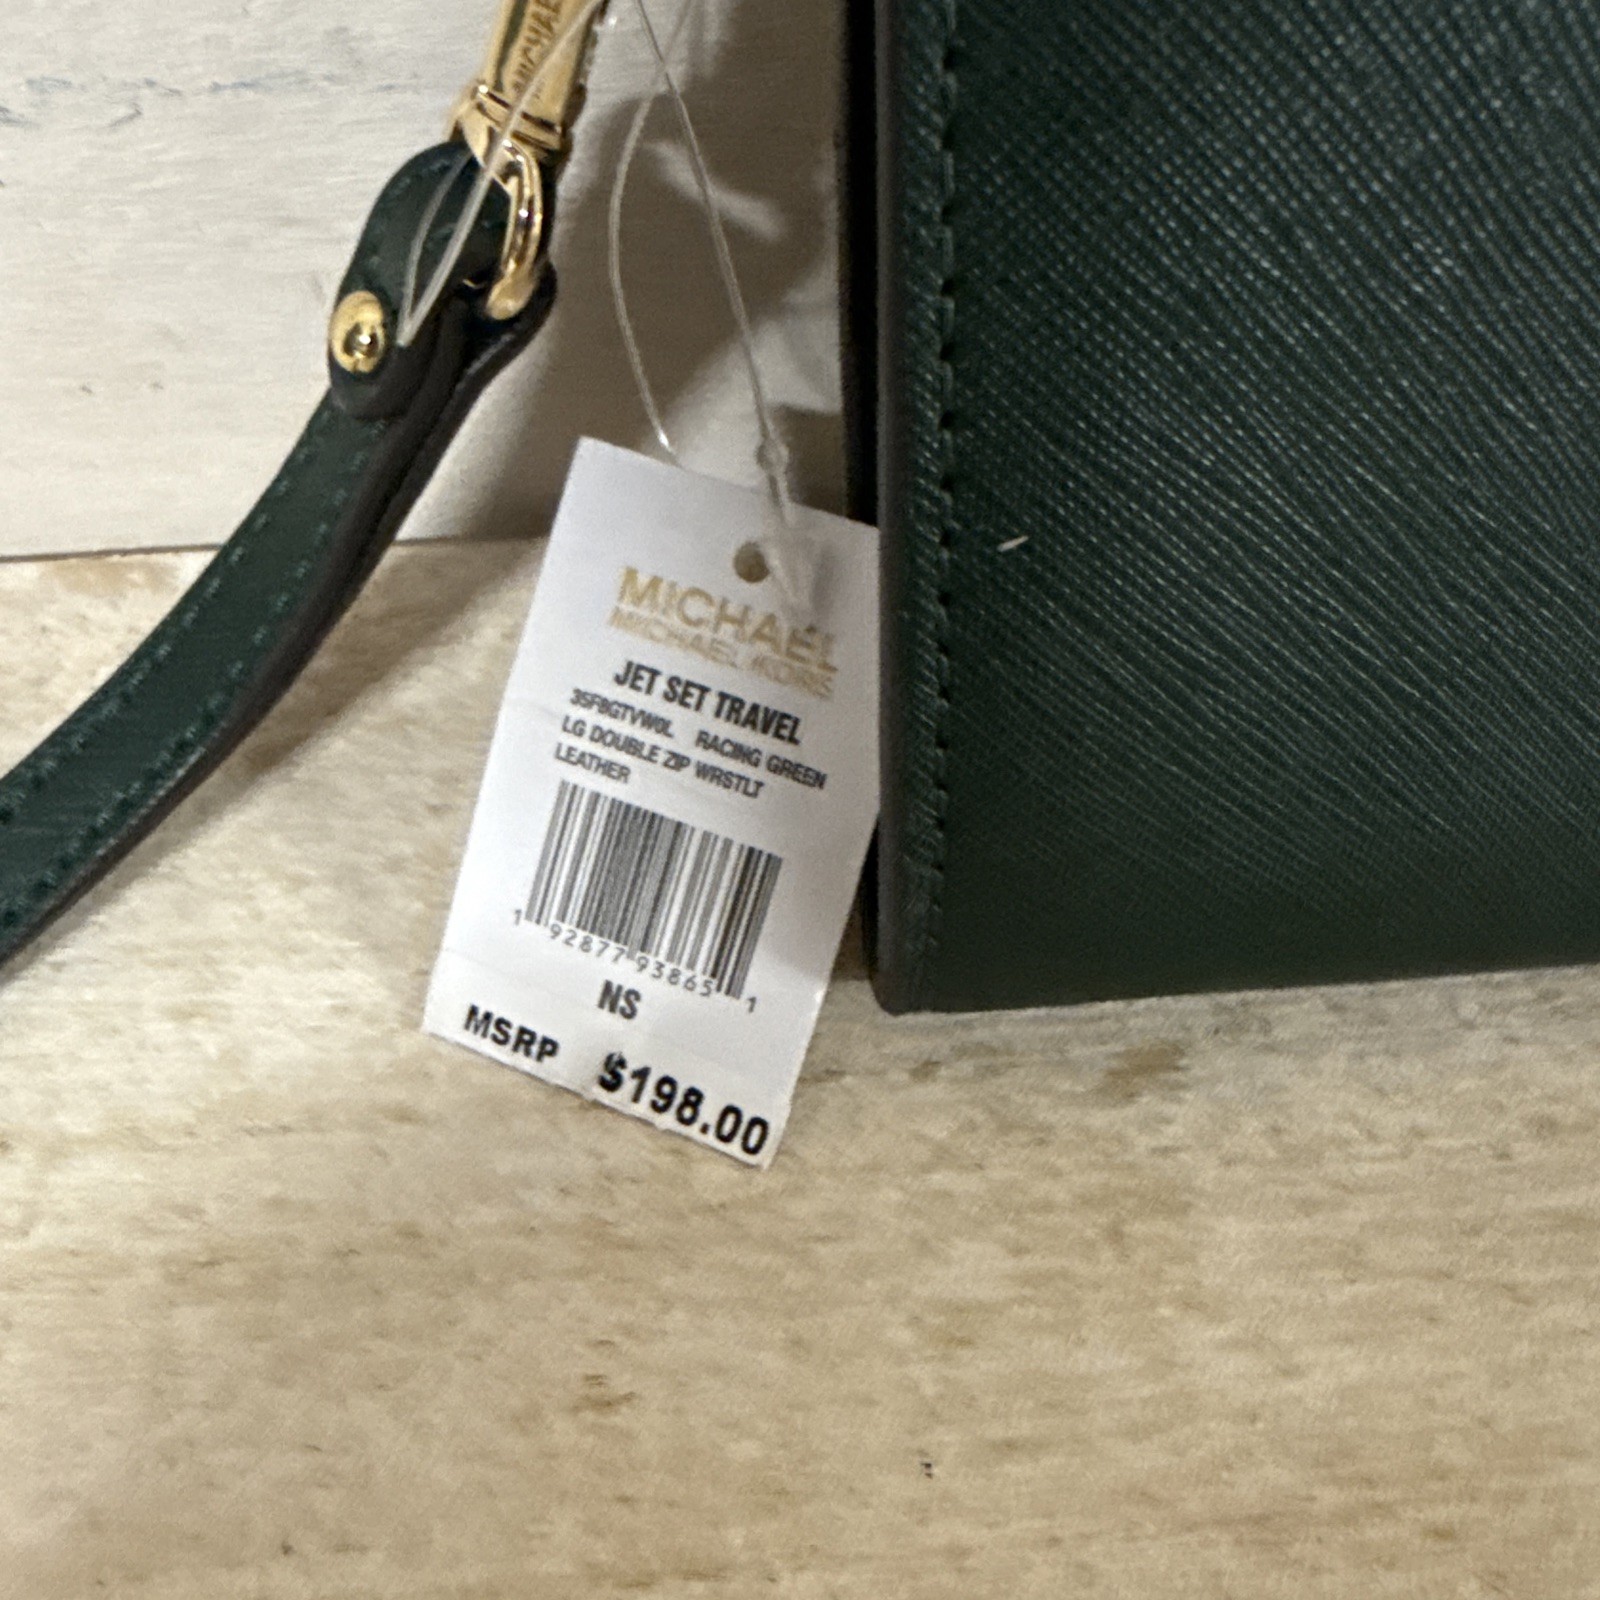 MICHAEL
MICHAEL
MICHAEL KORS
JET SET TRAVEL
35F8GTVW0L RACING GREEN
LG DOUBLE ZIP WRSTLT
LEATHER
1 92877 93865 1
NS
MSRP $198.00